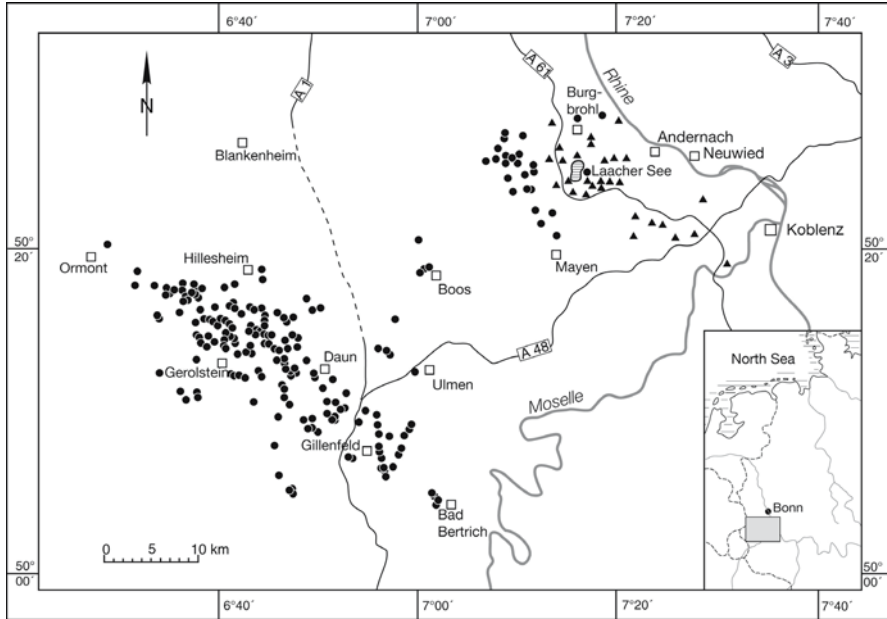 6°40´
7°00´
7°20´
7°40´
A 1
A 61
A 3
N
Rhine
Burg-
brohl
Andernach
Neuwied
Blankenheim
Laacher See
Koblenz
50°
20´
50°
20´
Ormont
Hillesheim
Mayen
Boos
A 48
Daun
Gerolstein
Ulmen
Moselle
Gillenfeld
Bad
Bertrich
North Sea
Bonn
0 5 10 km
50°
00´
50°
00´
6°40´
7°00´
7°20´
7°40´